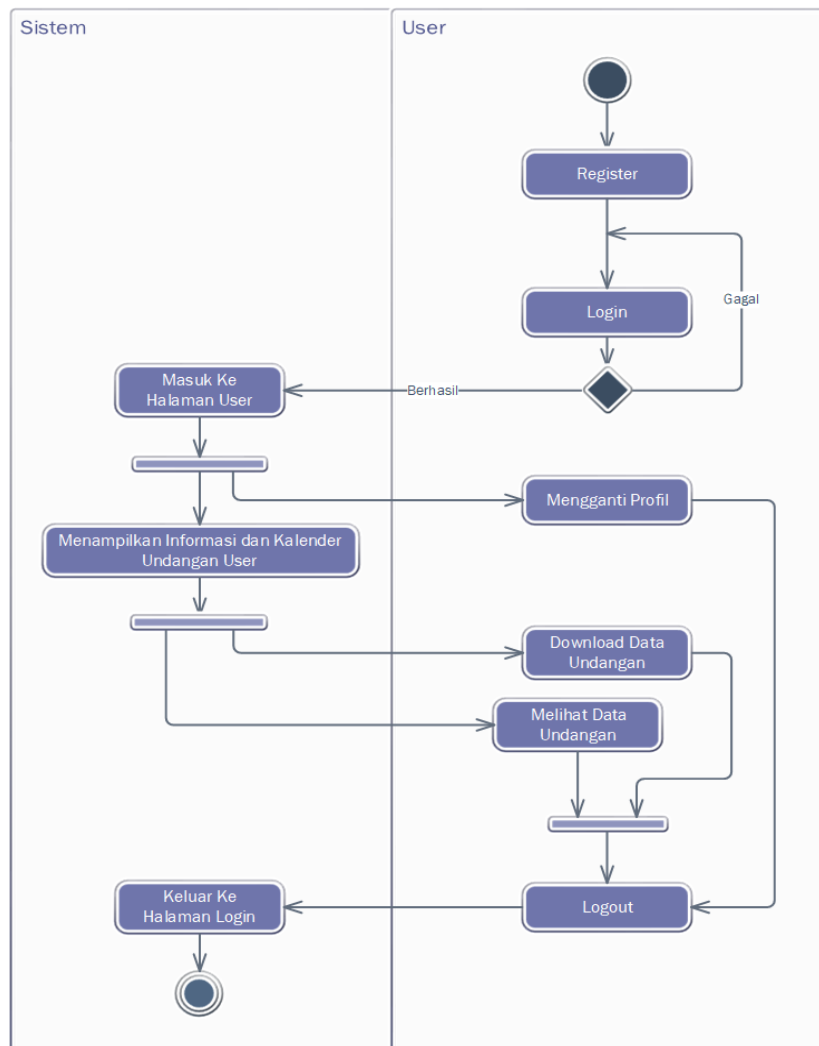 Sistem
User
Register
Login
Gagal
Berhasil
Masuk Ke
Halaman User
Mengganti Profil
Menampilkan Informasi dan Kalender
Undangan User
Download Data
Undangan
Melihat Data
Undangan
Keluar Ke
Halaman Login
Logout